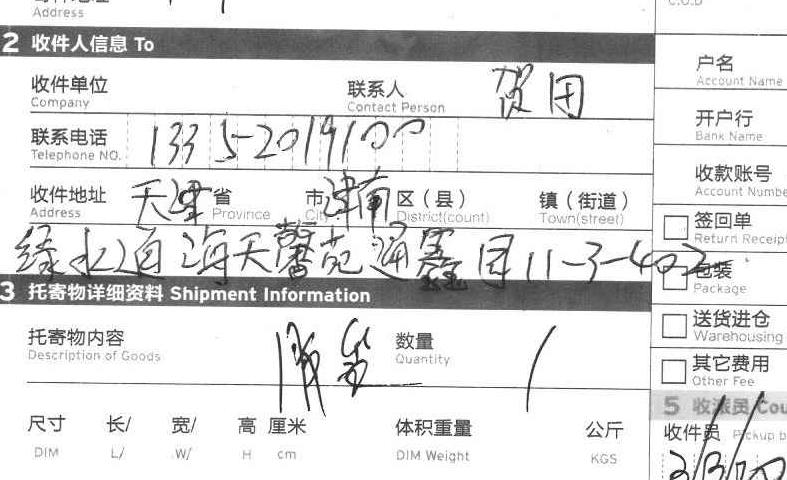 Address
C.O.D
2 收件人信息 To
收件单位 联系人 贺团
Company Contact Person
户名
Account Name
联系电话 133 5-2019100
Telephone NO.
开户行
Bank Name
收件地址 天津 省 市 津南 区（县） 镇（街道）
Address Province City District(count) Town(street)
收款账号
Account Numbe
绿水道海天馨苑通鑫园11-3-402
签回单
Return Receip
包装
Package
3 托寄物详细资料 Shipment Information
托寄物内容 数量 1
Description of Goods Quantity
送货进仓
Warehousing
其它费用
Other Fee
尺寸 长/ 宽/ 高 厘米 体积重量 公斤
DIM L/ W/ H cm DIM Weight KGS
5 收派员 Cou
收件员
Pickup b